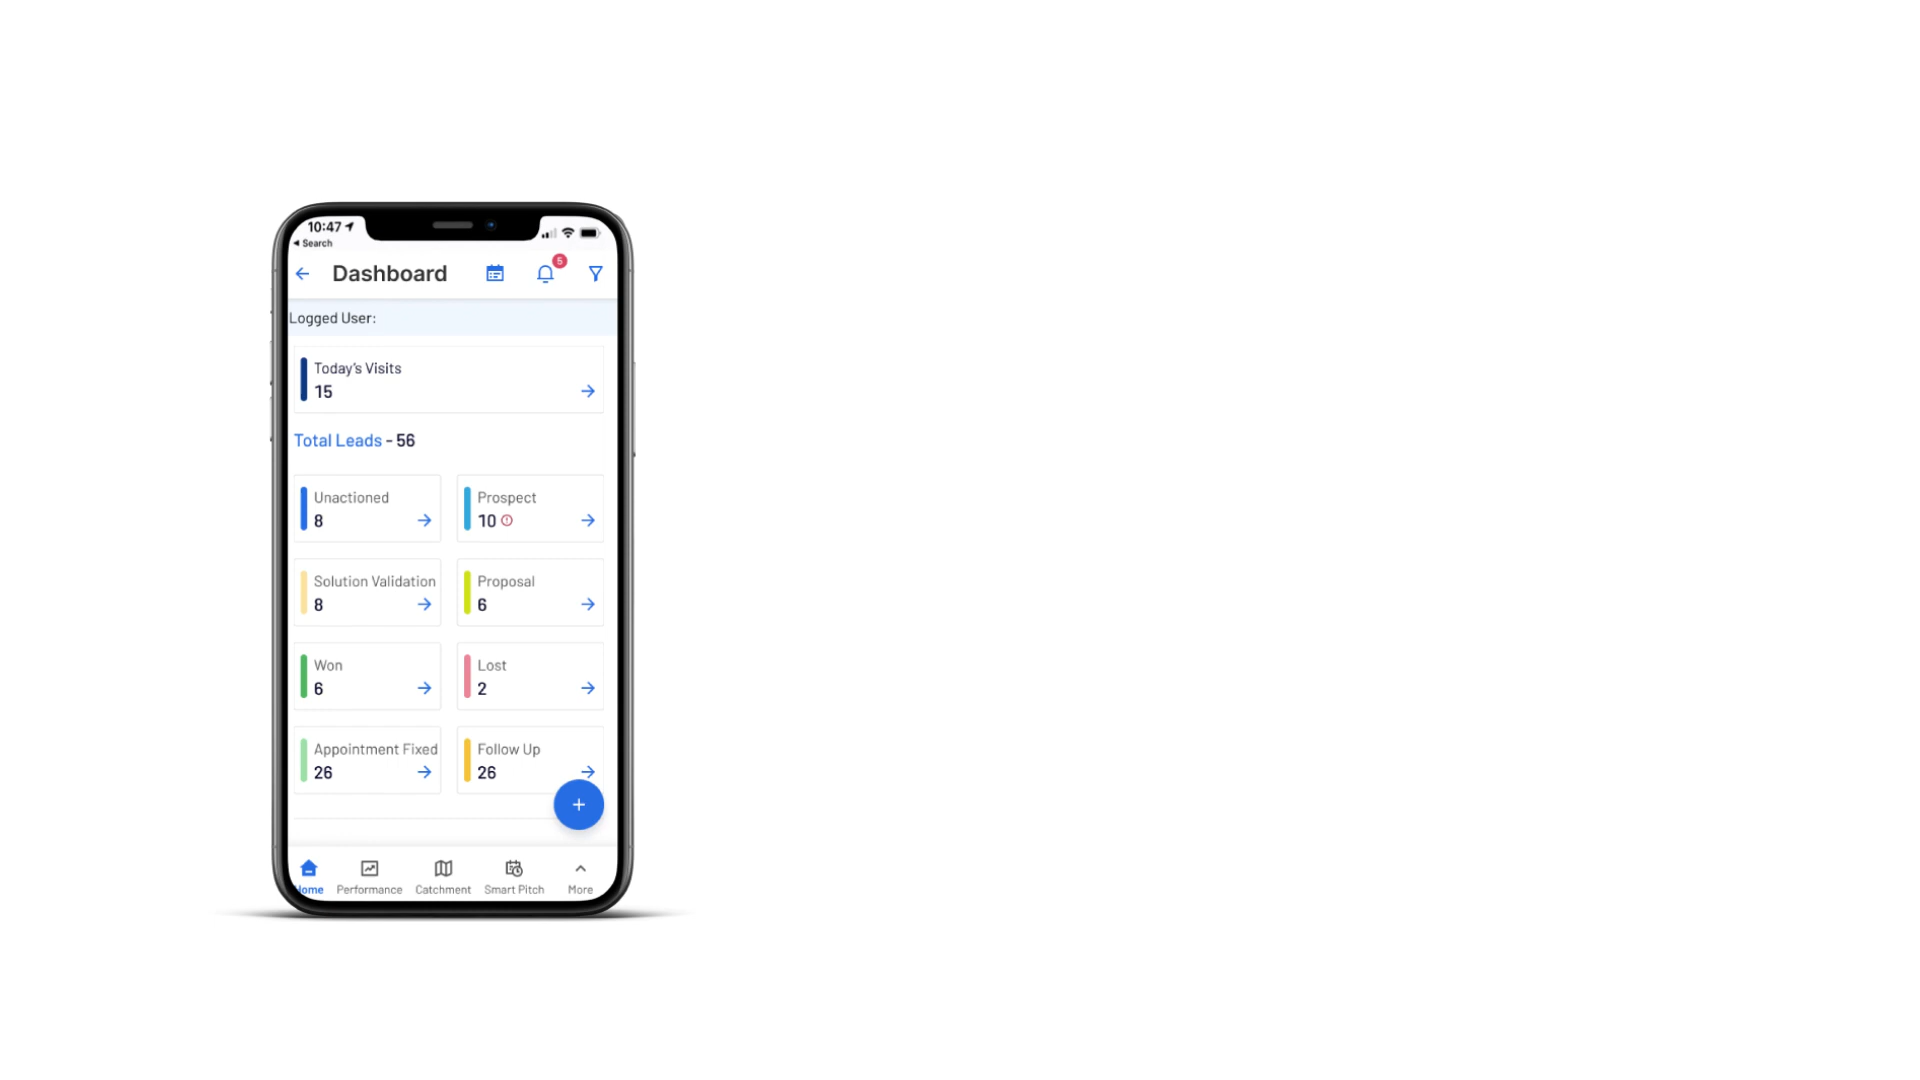 10:47
Search
Dashboard
5
Logged User:
Today's Visits
15
Total Leads - 56
Unactioned
8
Prospect
10
Solution Validation
8
Proposal
6
Won
6
Lost
2
Appointment Fixed
26
Follow Up
26
+
Home Performance Catchment Smart Pitch More